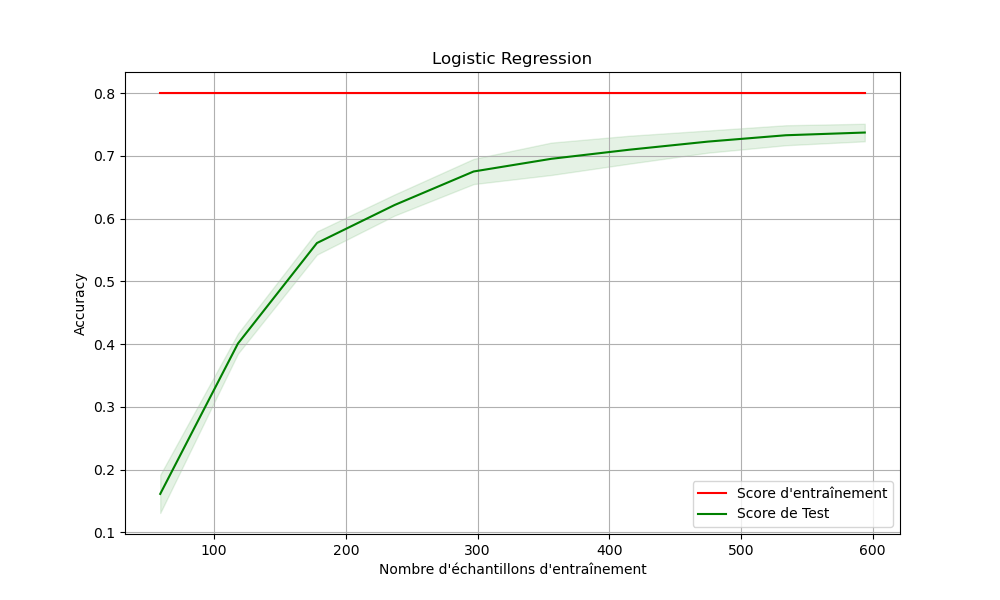 Logistic Regression
Accuracy
0.8
0.7
0.6
0.5
0.4
0.3
0.2
0.1
Score d'entraînement
Score de Test
100 200 300 400 500 600
Nombre d'échantillons d'entraînement